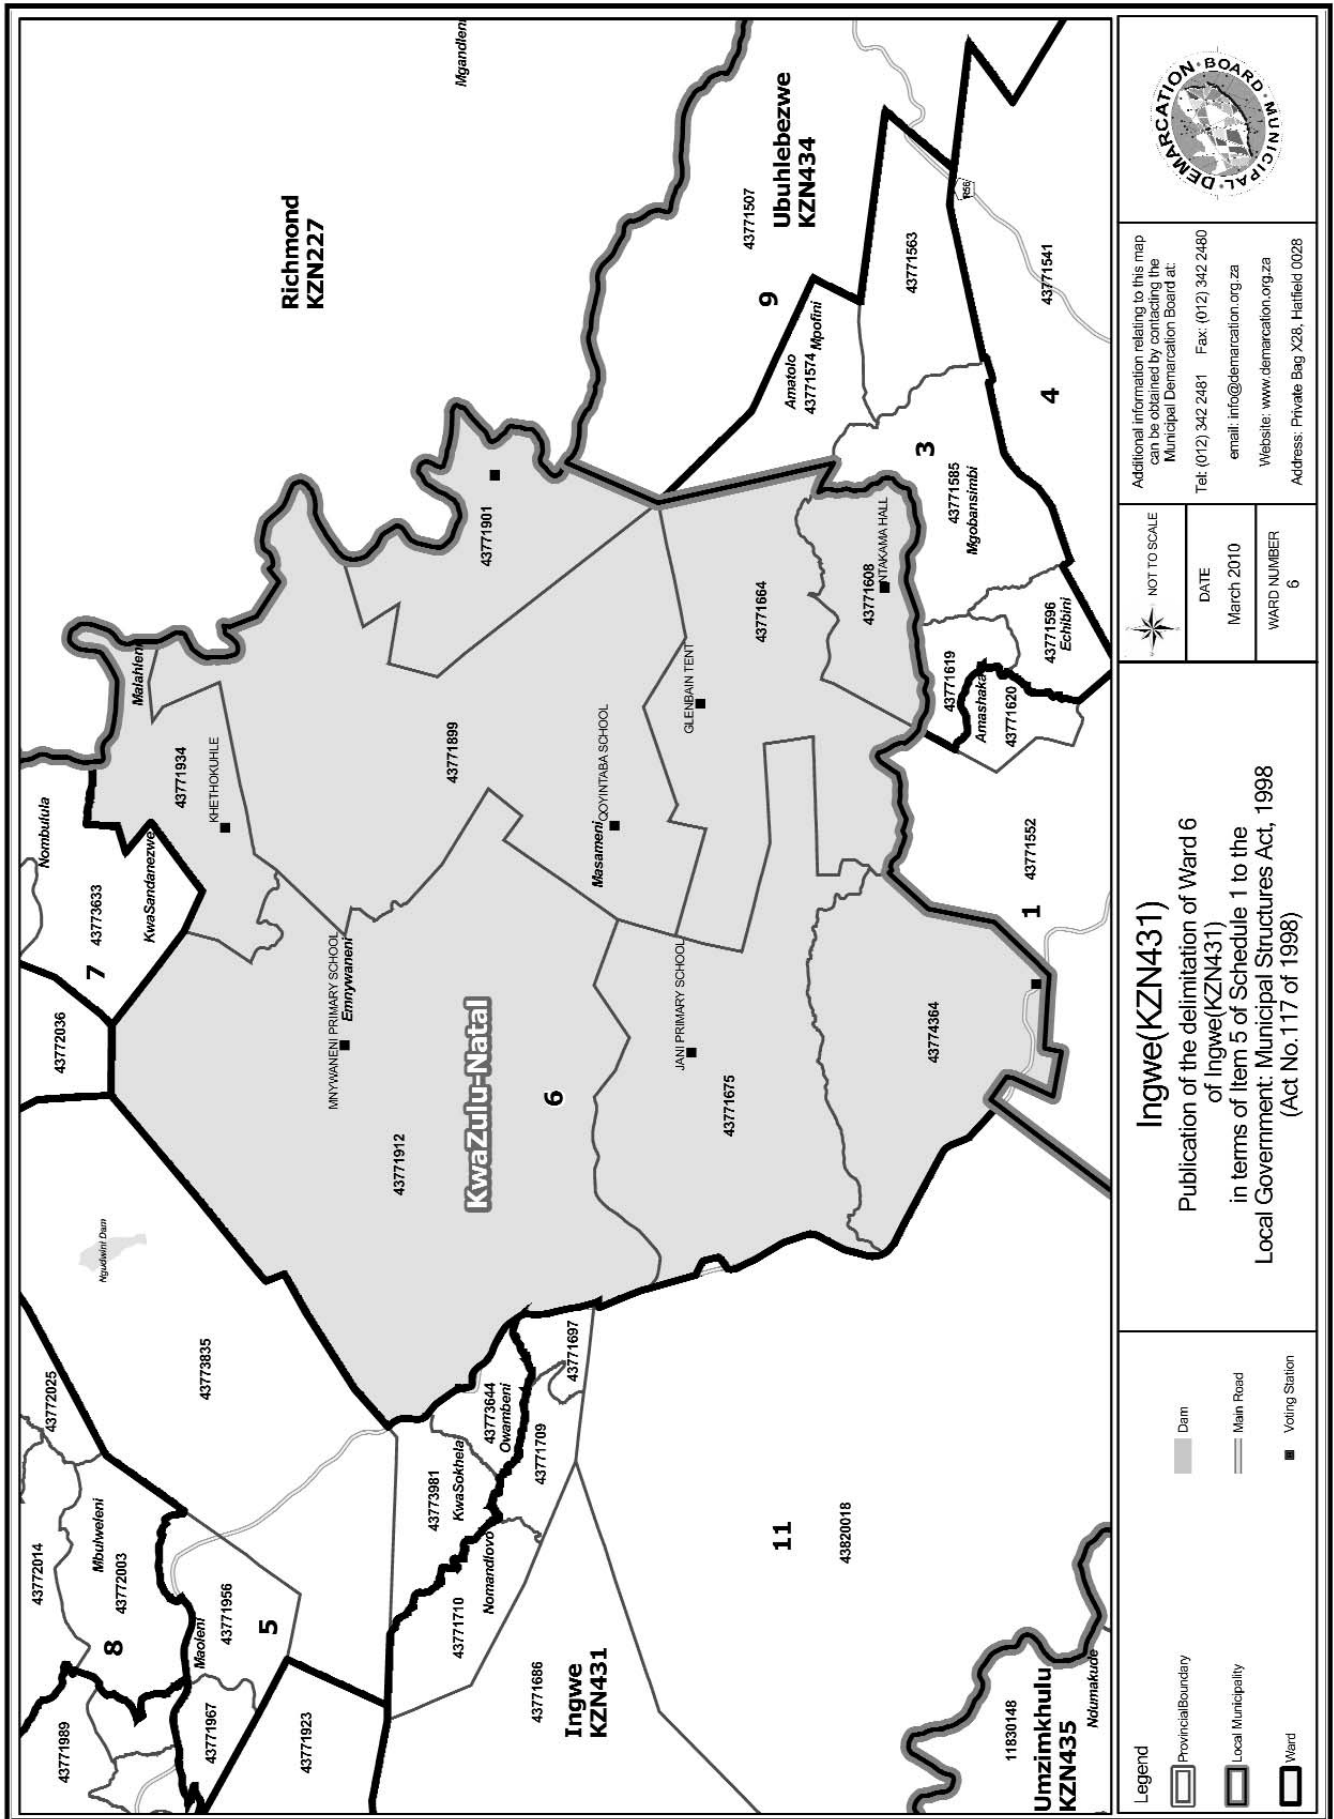 Mgandleni
Richmond
KZN227
Ubuhlebezwe
KZN434
43771507
9
R56
43771563
43771541
Amatolo
43771574
Mpofini
4
3
43771585
Mgobansimbi
43771901
NTAKAMA HALL
43771608
43771664
43771596
Echibini
43771619
Amashaka
43771620
GLENBAIN TENT
Malahleni
43771934
KHETHOKUHLE
43771899
QOYINTABA SCHOOL
Masameni
43771552
1
Nombulula
43773633
KwaSandanezwe
7
43772036
MNYWANENI PRIMARY SCHOOL
Emnywaneni
KwaZulu-Natal
6
JANI PRIMARY SCHOOL
43771675
43774364
43771912
Ngudwini Dam
43773835
43772025
43771697
43773644
Owambeni
43771709
43773981
KwaSokhela
Nomandlovo
43771710
43772014
Mbulweleni
43772003
8
43771956
5
Maoleni
43771967
43771989
43771923
11
43820018
43771686
Ingwe
KZN431
11830148
Umzimkhulu
KZN435
Ndumakude
Legend
ProvincialBoundary
Local Municipality
Ward
Dam
Main Road
Voting Station
Ingwe(KZN431)
Publication of the delimitation of Ward 6
of Ingwe(KZN431)
in terms of Item 5 of Schedule 1 to the
Local Government: Municipal Structures Act, 1998
(Act No.117 of 1998)
NOT TO SCALE
DATE
March 2010
WARD NUMBER
6
Additional information relating to this map
can be obtained by contacting the
Municipal Demarcation Board at:
Tel: (012) 342 2481 Fax: (012) 342 2480
email: info@demarcation.org.za
Website: www.demarcation.org.za
Address: Private Bag X28, Hatfield 0028
MUNICIPAL DEMARCATION BOARD